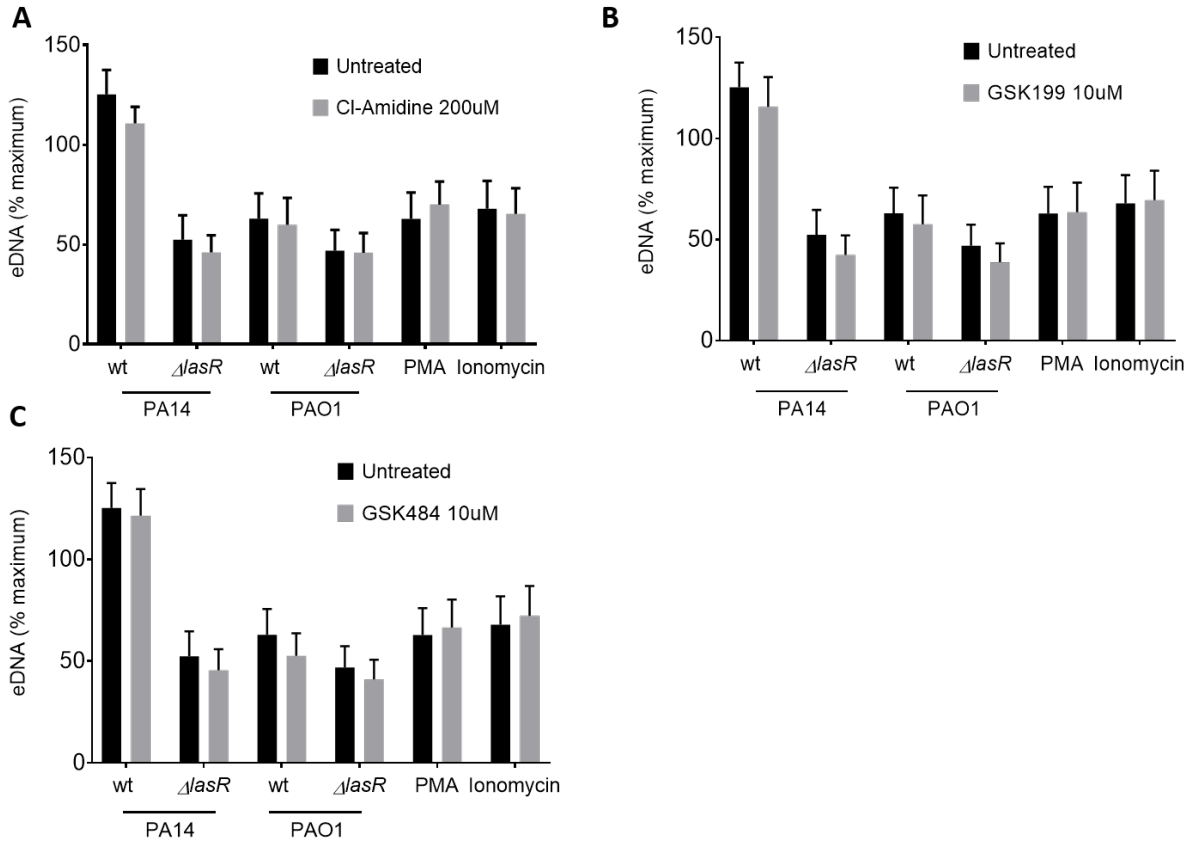 A
eDNA (% maximum)
150
100
50
0
Untreated
Cl-Amidine 200uM
wt ΔlasR wt ΔlasR PMA Ionomycin
PA14 PAO1
B
eDNA (% maximum)
150
100
50
0
Untreated
GSK199 10uM
wt ΔlasR wt ΔlasR PMA Ionomycin
PA14 PAO1
C
eDNA (% maximum)
150
100
50
0
Untreated
GSK484 10uM
wt ΔlasR wt ΔlasR PMA Ionomycin
PA14 PAO1